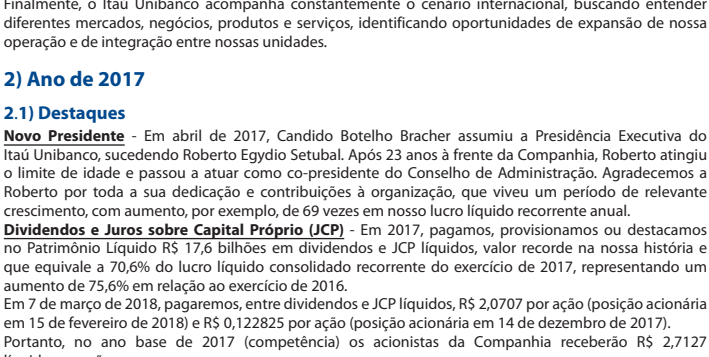 Finalmente, o Itaú Unibanco acompanha constantemente o cenário internacional, buscando entender
diferentes mercados, negócios, produtos e serviços, identificando oportunidades de expansão de nossa
operação e de integração entre nossas unidades.
2) Ano de 2017
2.1) Destaques
Novo Presidente - Em abril de 2017, Candido Botelho Bracher assumiu a Presidência Executiva do
Itaú Unibanco, sucedendo Roberto Egydio Setubal. Após 23 anos à frente da Companhia, Roberto atingiu
o limite de idade e passou a atuar como co-presidente do Conselho de Administração. Agradecemos a
Roberto por toda a sua dedicação e contribuições à organização, que viveu um período de relevante
crescimento, com aumento, por exemplo, de 69 vezes em nosso lucro líquido recorrente anual.
Dividendos e Juros sobre Capital Próprio (JCP) - Em 2017, pagamos, provisionamos ou destacamos
no Patrimônio Líquido R$ 17,6 bilhões em dividendos e JCP líquidos, valor recorde na nossa história e
que equivale a 70,6% do lucro líquido consolidado recorrente do exercício de 2017, representando um
aumento de 75,6% em relação ao exercício de 2016.
Em 7 de março de 2018, pagaremos, entre dividendos e JCP líquidos, R$ 2,0707 por ação (posição acionária
em 15 de fevereiro de 2018) e R$ 0,122825 por ação (posição acionária em 14 de dezembro de 2017).
Portanto, no ano base de 2017 (competência) os acionistas da Companhia receberão R$ 2,7127